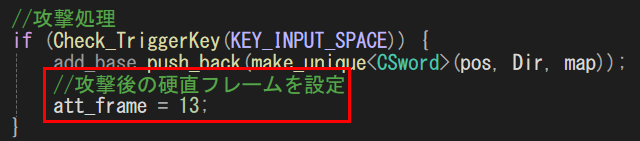 //攻撃処理
if (Check_TriggerKey(KEY_INPUT_SPACE)) {
add_base.push_back(make_unique<CSword>(pos, Dir, map));
//攻撃後の硬直フレームを設定
att_frame = 13;
}